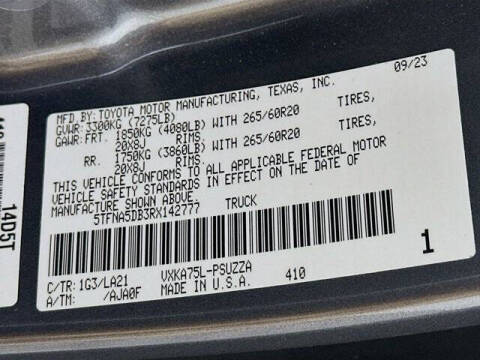 MFD.BY:TOYOTA MOTOR MANUFACTURING, TEXAS, INC. 09/23
GVWR: 3300KG (7275LB)
GAWR:FRT. 1850KG (4080LB) WITH 265/60R20 TIRES,
20X8J RIMS.
RR. 1750KG (3860LB) WITH 265/60R20 TIRES,
20X8J RIMS.
THIS VEHICLE CONFORMS TO ALL APPLICABLE FEDERAL MOTOR
VEHICLE SAFETY STANDARDS IN EFFECT ON THE DATE OF
MANUFACTURE SHOWN ABOVE.
5TFNA5DB3RX142777 TRUCK
C/TR:1G3/LA21 VXKA75L-PSUZZA
A/TM: /AJA0F MADE IN U.S.A. 410
1
14D5T